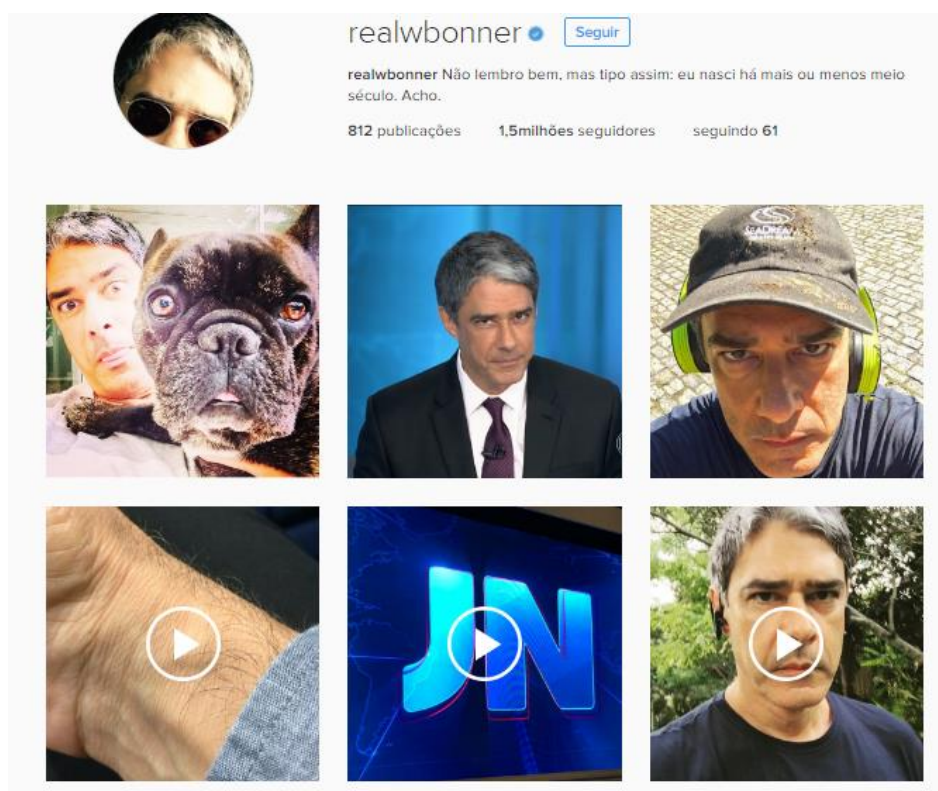 realwbonner Seguir
realwbonner Não lembro bem, mas tipo assim: eu nasci há mais ou menos meio
século. Acho.
812 publicações 1,5milhões seguidores seguindo 61
SEADREAM
JN